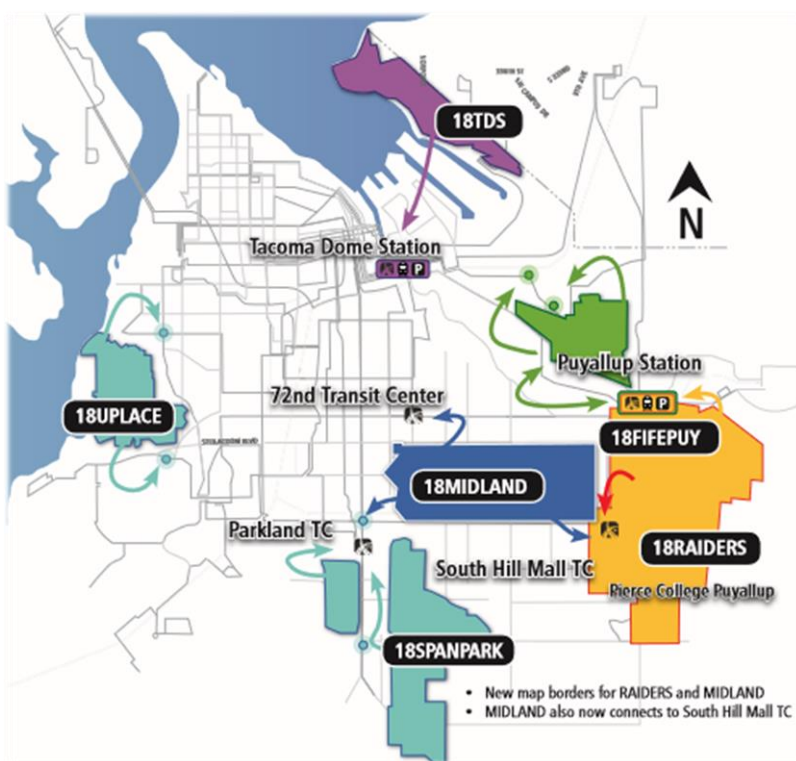 18TDS
N
Tacoma Dome Station
P
Puyallup Station
72nd Transit Center
P
18UPLACE
18FIFEPUY
18MIDLAND
Parkland TC
18RAIDERS
South Hill Mall TC
Pierce College Puyallup
18SPANPARK
• New map borders for RAIDERS and MIDLAND
• MIDLAND also now connects to South Hill Mall TC